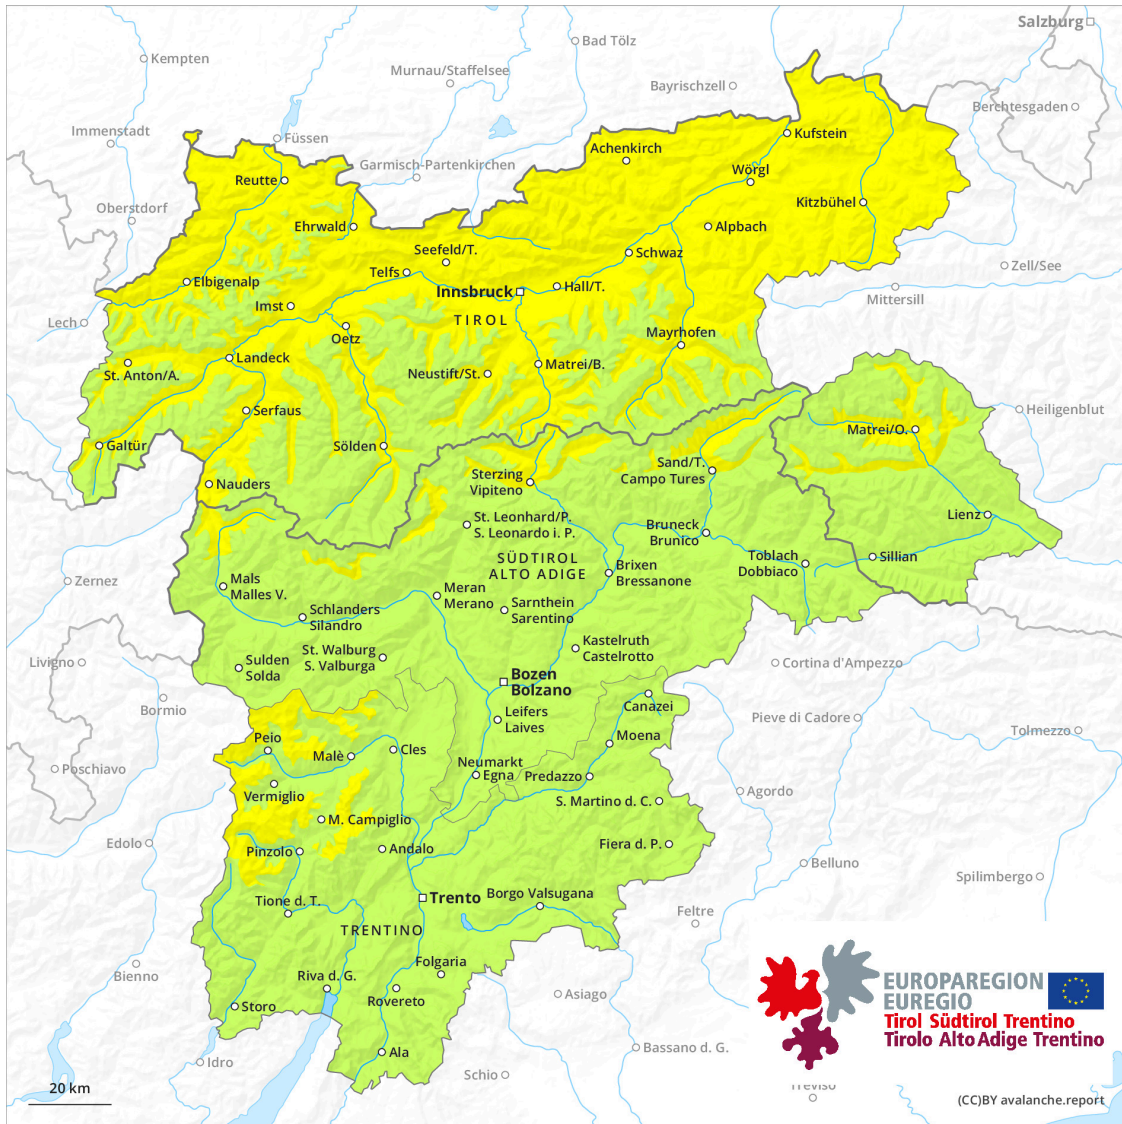 Salzburg
Bad Tölz
Kempten
Murnau/Staffelsee
Bayrischzell
Berchtesgaden
Immenstadt
Füssen
Kufstein
Achenkirch
Garmisch-Partenkirchen
Wörgl
Reutte
Oberstdorf
Kitzbühel
Ehrwald
Alpbach
Seefeld/T.
Schwaz
Zell/See
Telfs
Elbigenalp
Innsbruck
Hall/T.
Mittersill
Imst
TIROL
Lech
Oetz
Mayrhofen
Landeck
Matrei/B.
St. Anton/A.
Neustift/St.
Serfaus
Heiligenblut
Matrei/O.
Galtür
Sölden
Sand/T.
Campo Tures
Sterzing
Vipiteno
Nauders
Lienz
St. Leonhard/P.
S. Leonardo i. P.
Bruneck
Brunico
SÜDTIROL
ALTO ADIGE
Toblach
Dobbiaco
Sillian
Brixen
Bressanone
Zernez
Mals
Malles V.
Meran
Merano
Sarnthein
Sarentino
Schlanders
Silandro
Kastelruth
Castelrotto
St. Walburg
S. Valburga
Livigno
Sulden
Solda
Cortina d'Ampezzo
Bozen
Bolzano
Bormio
Canazei
Leifers
Laives
Pieve di Cadore
Tolmezzo
Peio
Moena
Malè
Cles
Neumarkt
Egna
Predazzo
Poschiavo
Vermiglio
Agordo
S. Martino d. C.
M. Campiglio
Edolo
Pinzolo
Andalo
Fiera d. P.
Belluno
Spilimbergo
Tione d. T.
Trento
Borgo Valsugana
Feltre
TRENTINO
Folgaria
Bienno
Riva d. G.
Rovereto
Asiago
Storo
EUROPAREGION
EUREGIO
Tirol Südtirol Trentino
Tirolo Alto Adige Trentino
Idro
Ala
Bassano d. G.
Schio
Treviso
20 km
(CC)BY avalanche.report